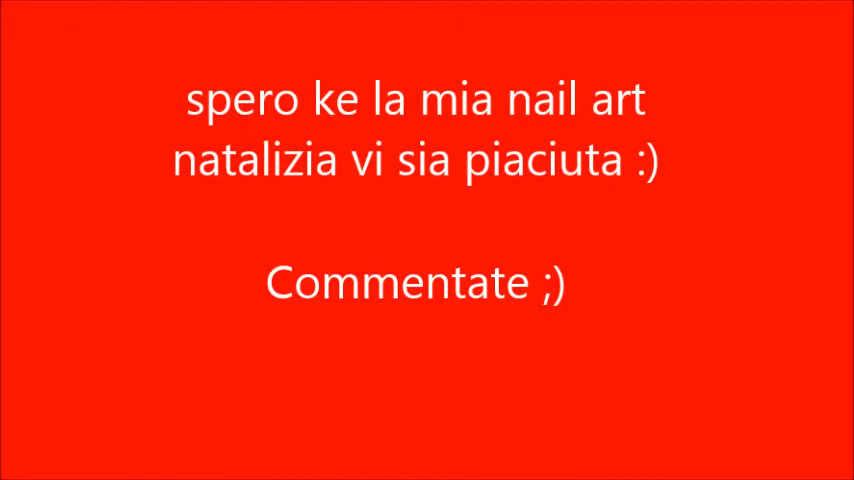 spero ke la mia nail art
natalizia vi sia piaciuta :)
Commentate ;)